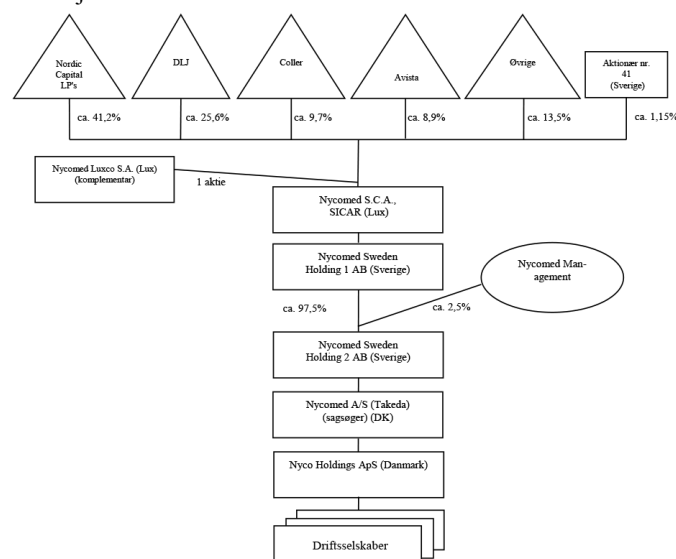 Nordic
Capital
LP's
DLJ
Coller
Avista
Øvrige
Aktionær nr.
41
(Sverige)
ca. 41,2%
ca. 25,6%
ca. 9,7%
ca. 8,9%
ca. 13,5%
ca. 1,15%
Nycomed Luxco S.A. (Lux)
(komplementar)
1 aktie
Nycomed S.C.A.,
SICAR (Lux)
Nycomed Sweden
Holding 1 AB (Sverige)
Nycomed Man-
agement
ca. 97,5%
ca. 2,5%
Nycomed Sweden
Holding 2 AB (Sverige)
Nycomed A/S (Takeda)
(sagsøger) (DK)
Nyco Holdings ApS (Danmark)
Driftsselskaber